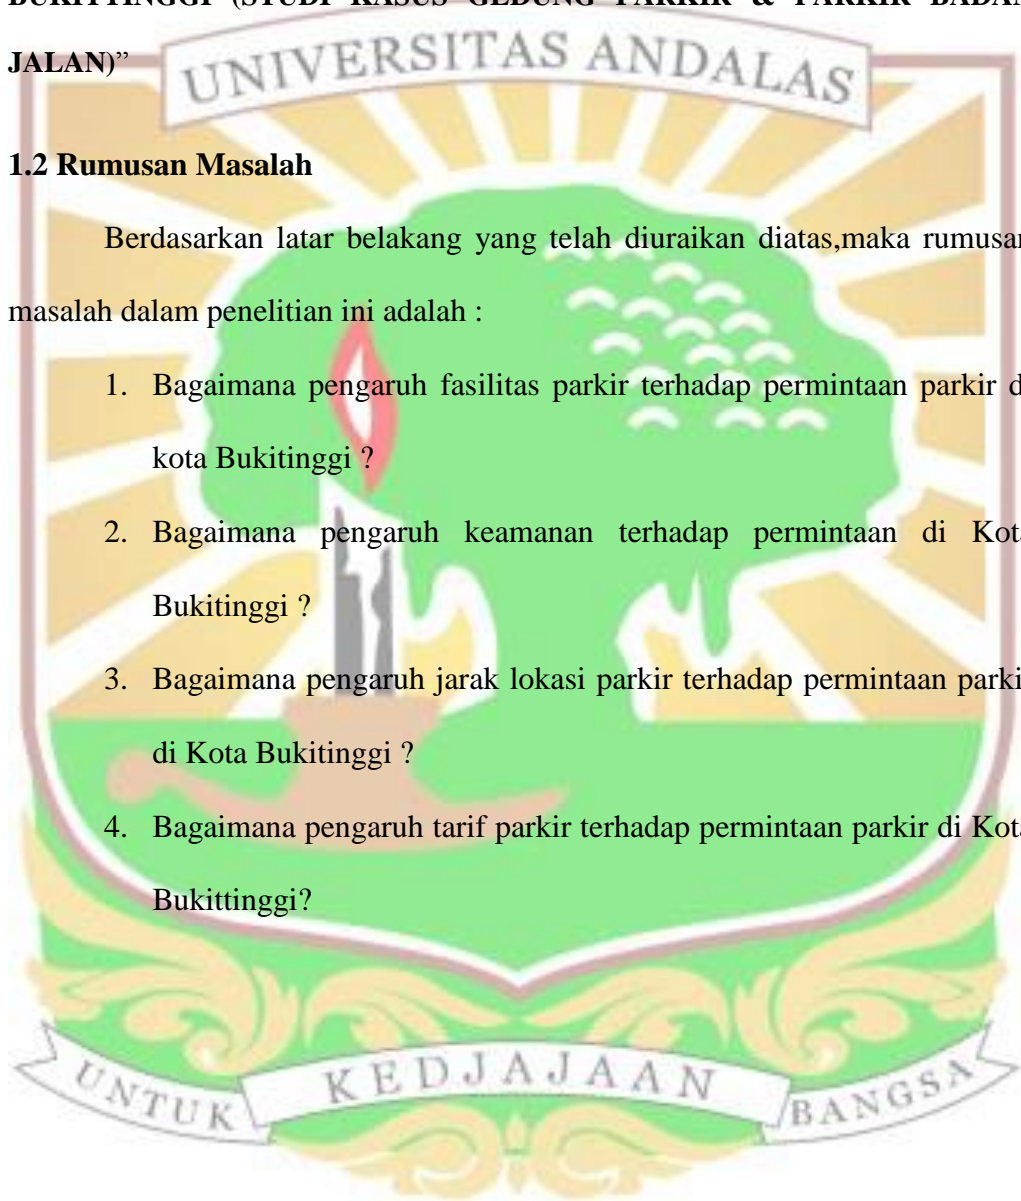 BUKITTINGGI (STUDI KASUS GEDUNG PARKIR & PARKIR BADAN
JALAN)”
UNIVERSITAS ANDALAS
1.2 Rumusan Masalah
Berdasarkan latar belakang yang telah diuraikan diatas,maka rumusan
masalah dalam penelitian ini adalah :
1. Bagaimana pengaruh fasilitas parkir terhadap permintaan parkir di
kota Bukitinggi ?
2. Bagaimana pengaruh keamanan terhadap permintaan di Kota
Bukitinggi ?
3. Bagaimana pengaruh jarak lokasi parkir terhadap permintaan parkir
di Kota Bukitinggi ?
4. Bagaimana pengaruh tarif parkir terhadap permintaan parkir di Kota
Bukittinggi?
UNTUK KEDJAJAAN BANGSA